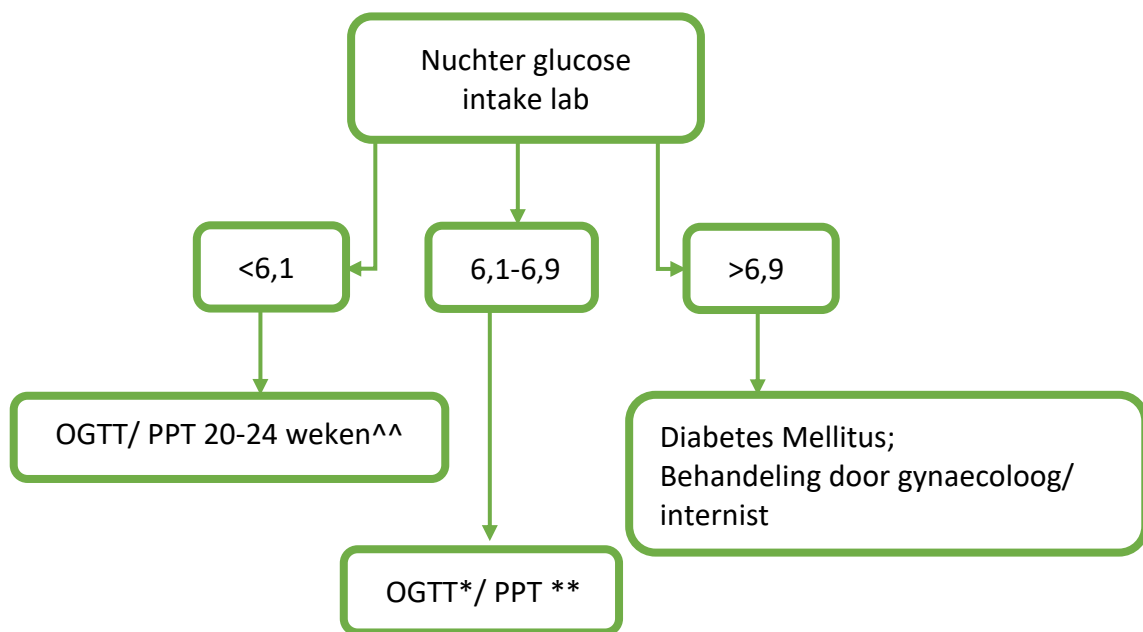 Nuchter glucose
intake lab
<6,1
6,1-6,9
>6,9
OGTT/ PPT 20-24 weken^^
Diabetes Mellitus;
Behandeling door gynaecoloog/
internist
OGTT*/ PPT **